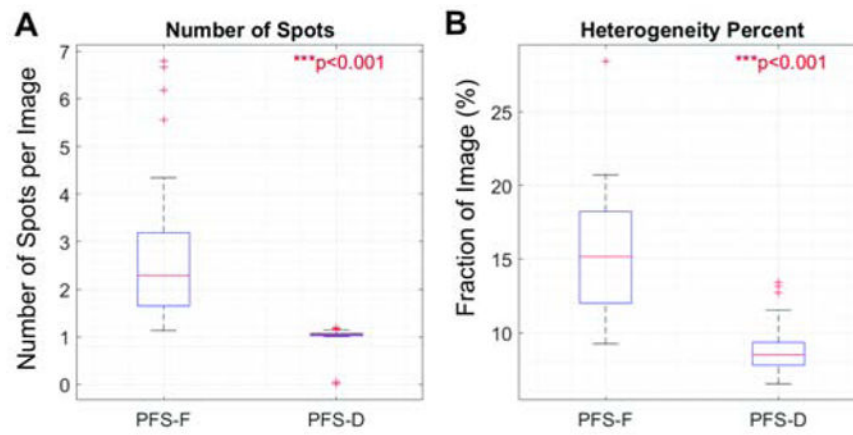 A Number of Spots
***p<0.001
Number of Spots per Image
7
6
5
4
3
2
1
0
PFS-F PFS-D
B Heterogeneity Percent
***p<0.001
Fraction of Image (%)
25
20
15
10
PFS-F PFS-D